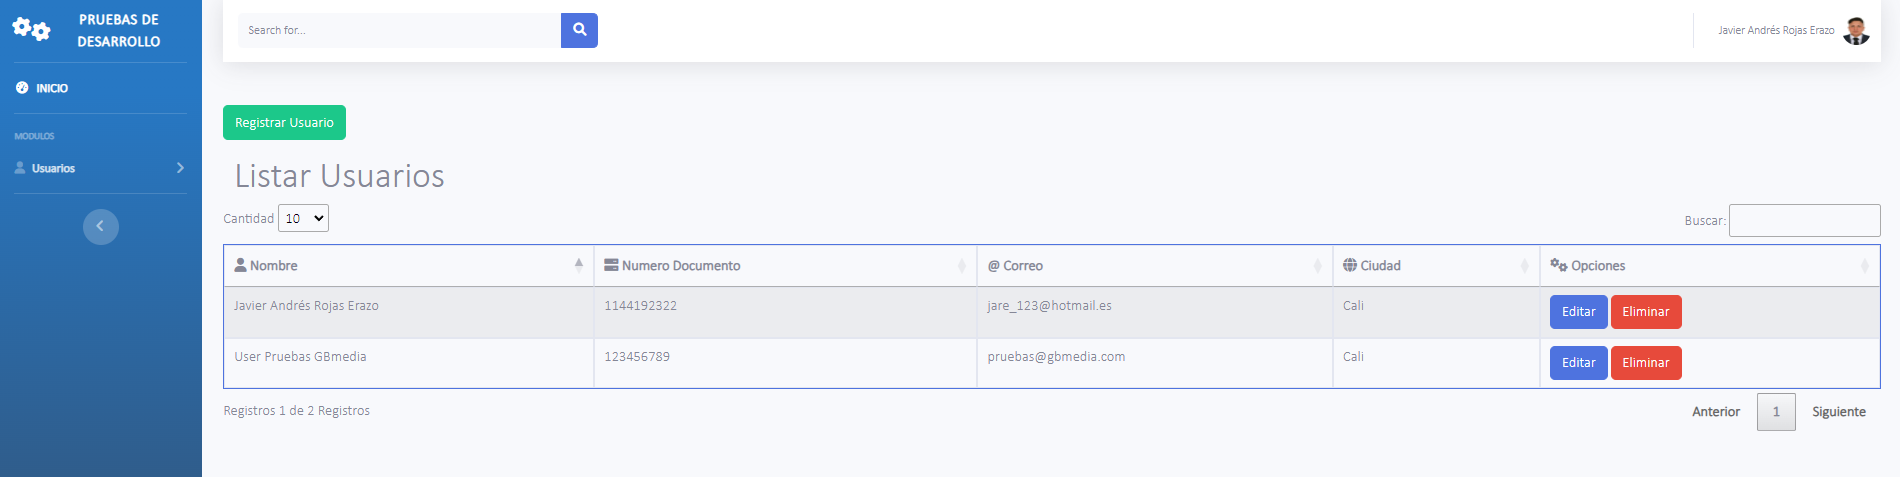 PRUEBAS DE
DESARROLLO
INICIO
MÓDULOS
Usuarios
Search for...
Javier Andrés Rojas Erazo
Registrar Usuario
Listar Usuarios
Cantidad 10
Buscar:
Nombre Numero Documento @ Correo Ciudad Opciones
Javier Andrés Rojas Erazo 1144192322 jare_123@hotmail.es Cali Editar Eliminar
User Pruebas GBmedia 123456789 pruebas@gbmedia.com Cali Editar Eliminar
Registros 1 de 2 Registros
Anterior 1 Siguiente